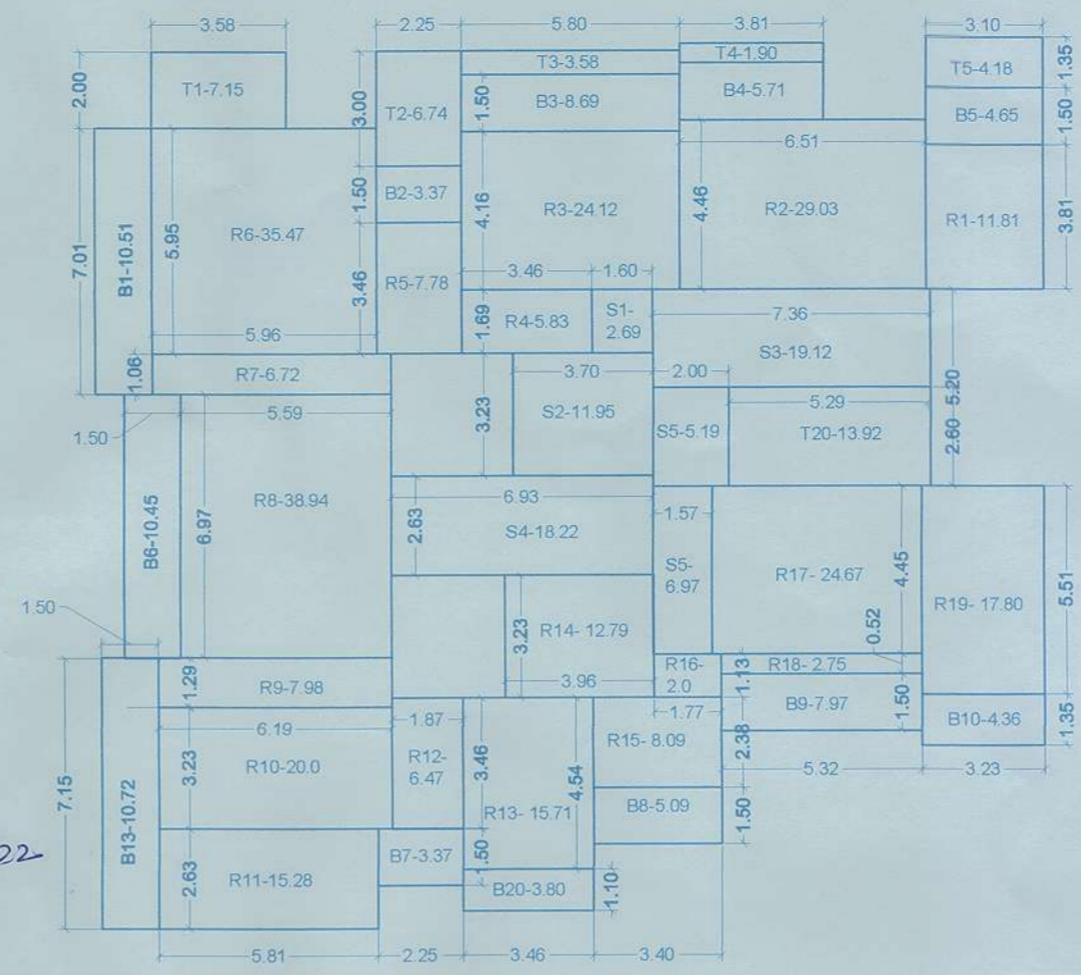 3.58
2.25
5.80
3.81
3.10
2.00
T1-7.15
3.00
T2-6.74
T3-3.58
1.50
B3-8.69
T4-1.90
B4-5.71
T5-4.18
1.35
B5-4.65
1.50
7.01
B1-10.51
5.95
R6-35.47
5.96
1.50
B2-3.37
3.46
R5-7.78
4.16
R3-24.12
4.46
6.51
R2-29.03
R1-11.81
3.81
3.46
1.60
1.69
R4-5.83
S1-
2.69
7.36
S3-19.12
5.20
1.06
R7-6.72
1.50
5.59
3.23
3.70
S2-11.95
2.00
S5-5.19
5.29
T20-13.92
2.60
B6-10.45
6.97
R8-38.94
6.93
2.63
S4-18.22
1.57
S5-
6.97
R17- 24.67
4.45
0.52
R19- 17.80
5.51
1.50
3.23
R14- 12.79
3.96
R16-
2.0
1.77
1.13
R18- 2.75
B9-7.97
1.50
B10-4.36
1.35
1.29
R9-7.98
6.19
3.23
R10-20.0
1.87
R12-
6.47
3.46
R13- 15.71
4.54
R15- 8.09
2.38
5.32
3.23
7.15
B13-10.72
2.63
R11-15.28
B7-3.37
1.50
B20-3.80
1.10
B8-5.09
1.50
22
5.81
2.25
3.46
3.40